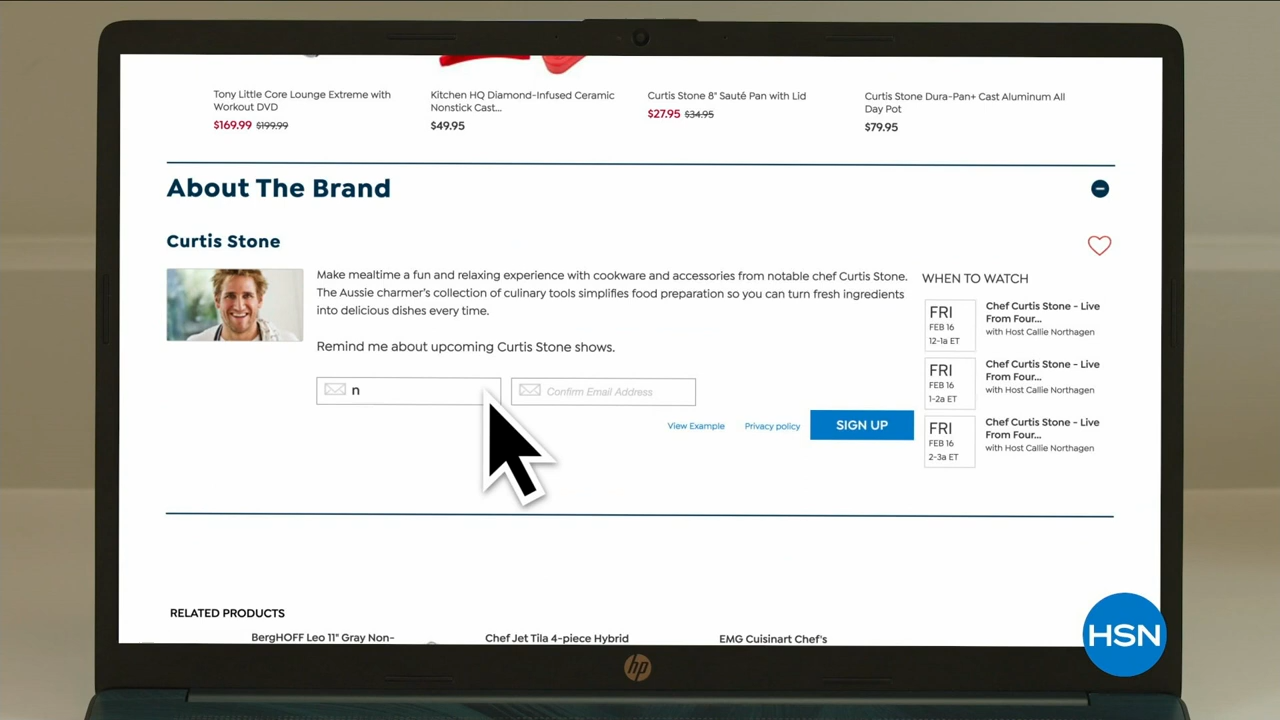 Tony Little Core Lounge Extreme with
Workout DVD
$169.99 $199.99
Kitchen HQ Diamond-Infused Ceramic
Nonstick Cast...
$49.95
Curtis Stone 8" Sauté Pan with Lid
$27.95 $34.95
Curtis Stone Dura-Pan+ Cast Aluminum All
Day Pot
$79.95
About The Brand
Curtis Stone
Make mealtime a fun and relaxing experience with cookware and accessories from notable chef Curtis Stone.
The Aussie charmer's collection of culinary tools simplifies food preparation so you can turn fresh ingredients
into delicious dishes every time.
Remind me about upcoming Curtis Stone shows.
n
Confirm Email Address
View Example
Privacy policy
SIGN UP
WHEN TO WATCH
FRI
FEB 16
12-1a ET
Chef Curtis Stone - Live
From Four...
with Host Callie Northagen
FRI
FEB 16
1-2a ET
Chef Curtis Stone - Live
From Four...
with Host Callie Northagen
FRI
FEB 16
2-3a ET
Chef Curtis Stone - Live
From Four...
with Host Callie Northagen
RELATED PRODUCTS
BergHOFF Leo 11" Gray Non-
Chef Jet Tila 4-piece Hybrid
EMG Cuisinart Chef's
HSN
hp